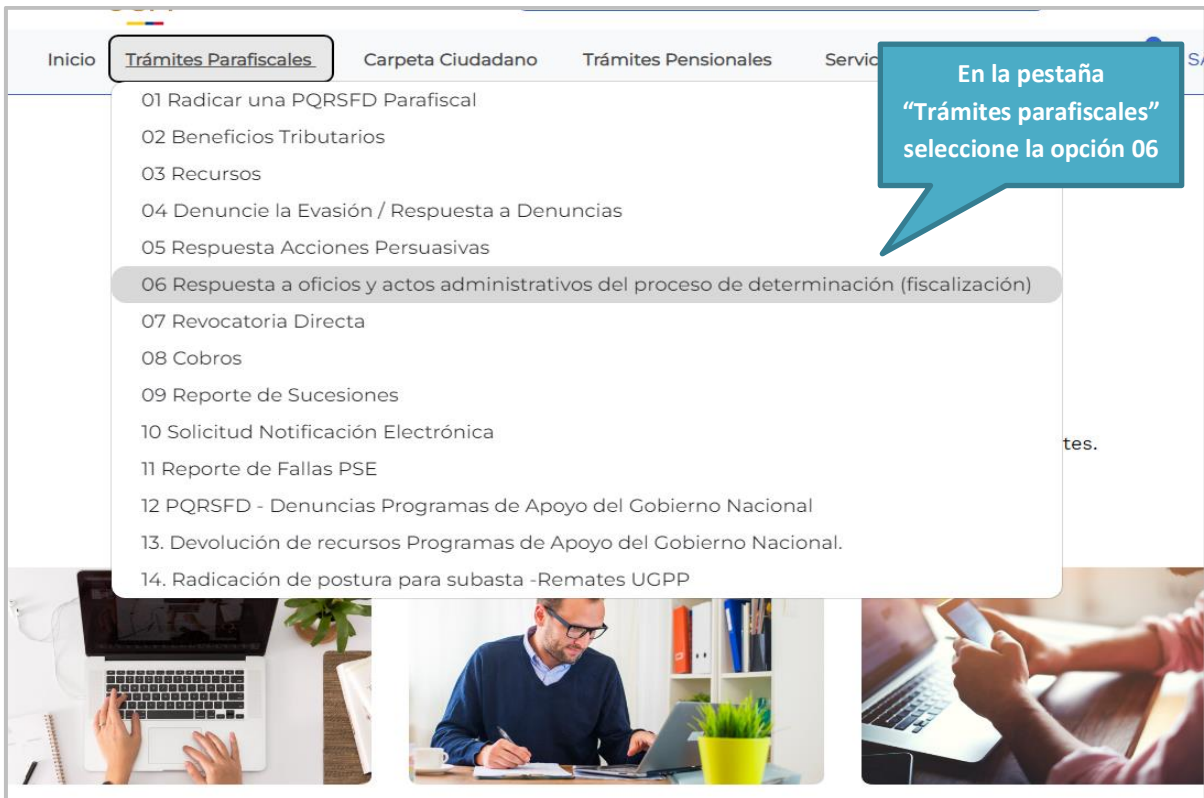 Inicio Trámites Parafiscales Carpeta Ciudadano Trámites Pensionales
En la pestaña
“Trámites parafiscales”
seleccione la opción 06
01 Radicar una PQRSFD Parafiscal
02 Beneficios Tributarios
03 Recursos
04 Denuncie la Evasión / Respuesta a Denuncias
05 Respuesta Acciones Persuasivas
06 Respuesta a oficios y actos administrativos del proceso de determinación (fiscalización)
07 Revocatoria Directa
08 Cobros
09 Reporte de Sucesiones
10 Solicitud Notificación Electrónica
11 Reporte de Fallas PSE
12 PQRSFD - Denuncias Programas de Apoyo del Gobierno Nacional
13. Devolución de recursos Programas de Apoyo del Gobierno Nacional.
14. Radicación de postura para subasta -Remates UGPP
tes.